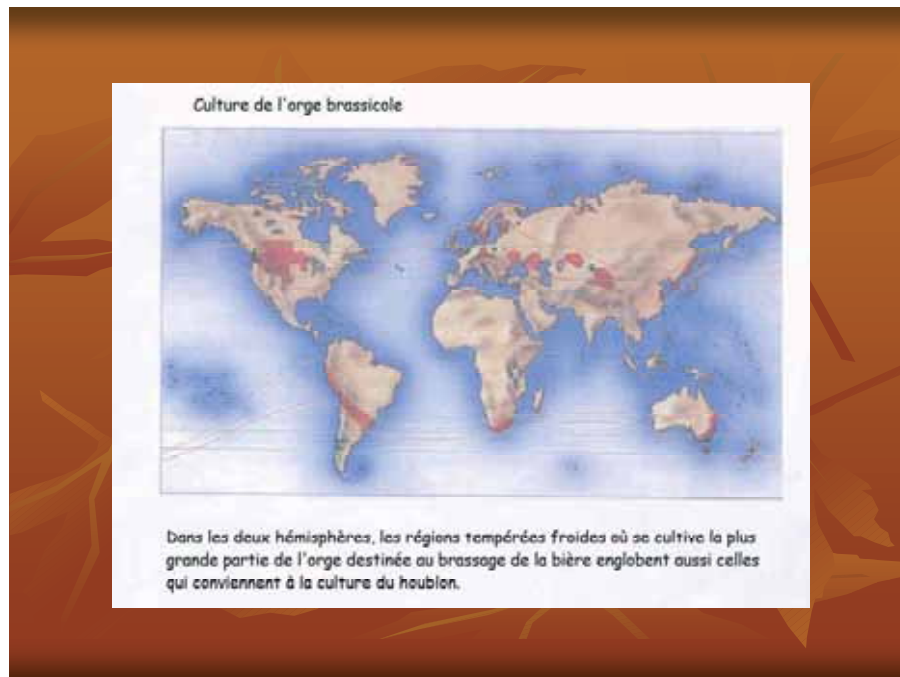 Culture de l'orge brassicole
Dans les deux hémisphères, les régions tempérées froides où se cultive la plus
grande partie de l'orge destinée au brassage de la bière englobent aussi celles
qui conviennent à la culture du houblon.